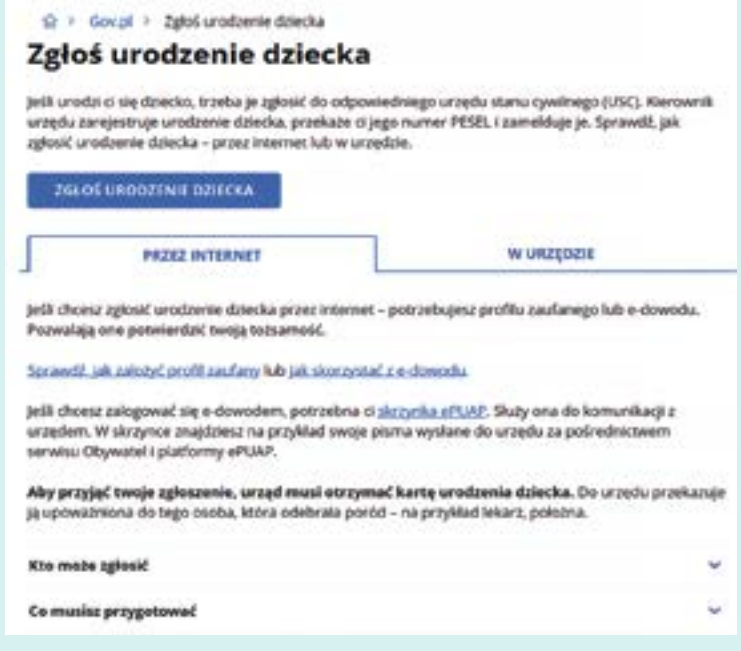 Gov.pl > Zgłoś urodzenie dziecka
Zgłoś urodzenie dziecka
Jeśli urodzi ci się dziecko, trzeba je zgłosić do odpowiedniego urzędu stanu cywilnego (USC). Kierownik
urzędu zarejestruje urodzenie dziecka, przekaże ci jego numer PESEL i zamelduje je. Sprawdź, jak
zgłosić urodzenie dziecka – przez internet lub w urzędzie.
ZGŁOŚ URODZENIE DZIECKA
PRZEZ INTERNET W URZĘDZIE
Jeśli chcesz zgłosić urodzenie dziecka przez internet – potrzebujesz profilu zaufanego lub e-dowodu.
Pozwalają one potwierdzić twoją tożsamość.
Sprawdź, jak założyć profil zaufany lub jak skorzystać z e-dowodu.
Jeśli chcesz zalogować się e-dowodem, potrzebna ci skrzynka ePUAP. Służy ona do komunikacji z
urzędem. W skrzynce znajdziesz na przykład swoje pisma wysłane do urzędu za pośrednictwem
serwisu Obywatel i platformy ePUAP.
Aby przyjąć twoje zgłoszenie, urząd musi otrzymać kartę urodzenia dziecka. Do urzędu przekazuje
ją upoważniona do tego osoba, która odebrała poród – na przykład lekarz, położna.
Kto może zgłosić
Co musisz przygotować